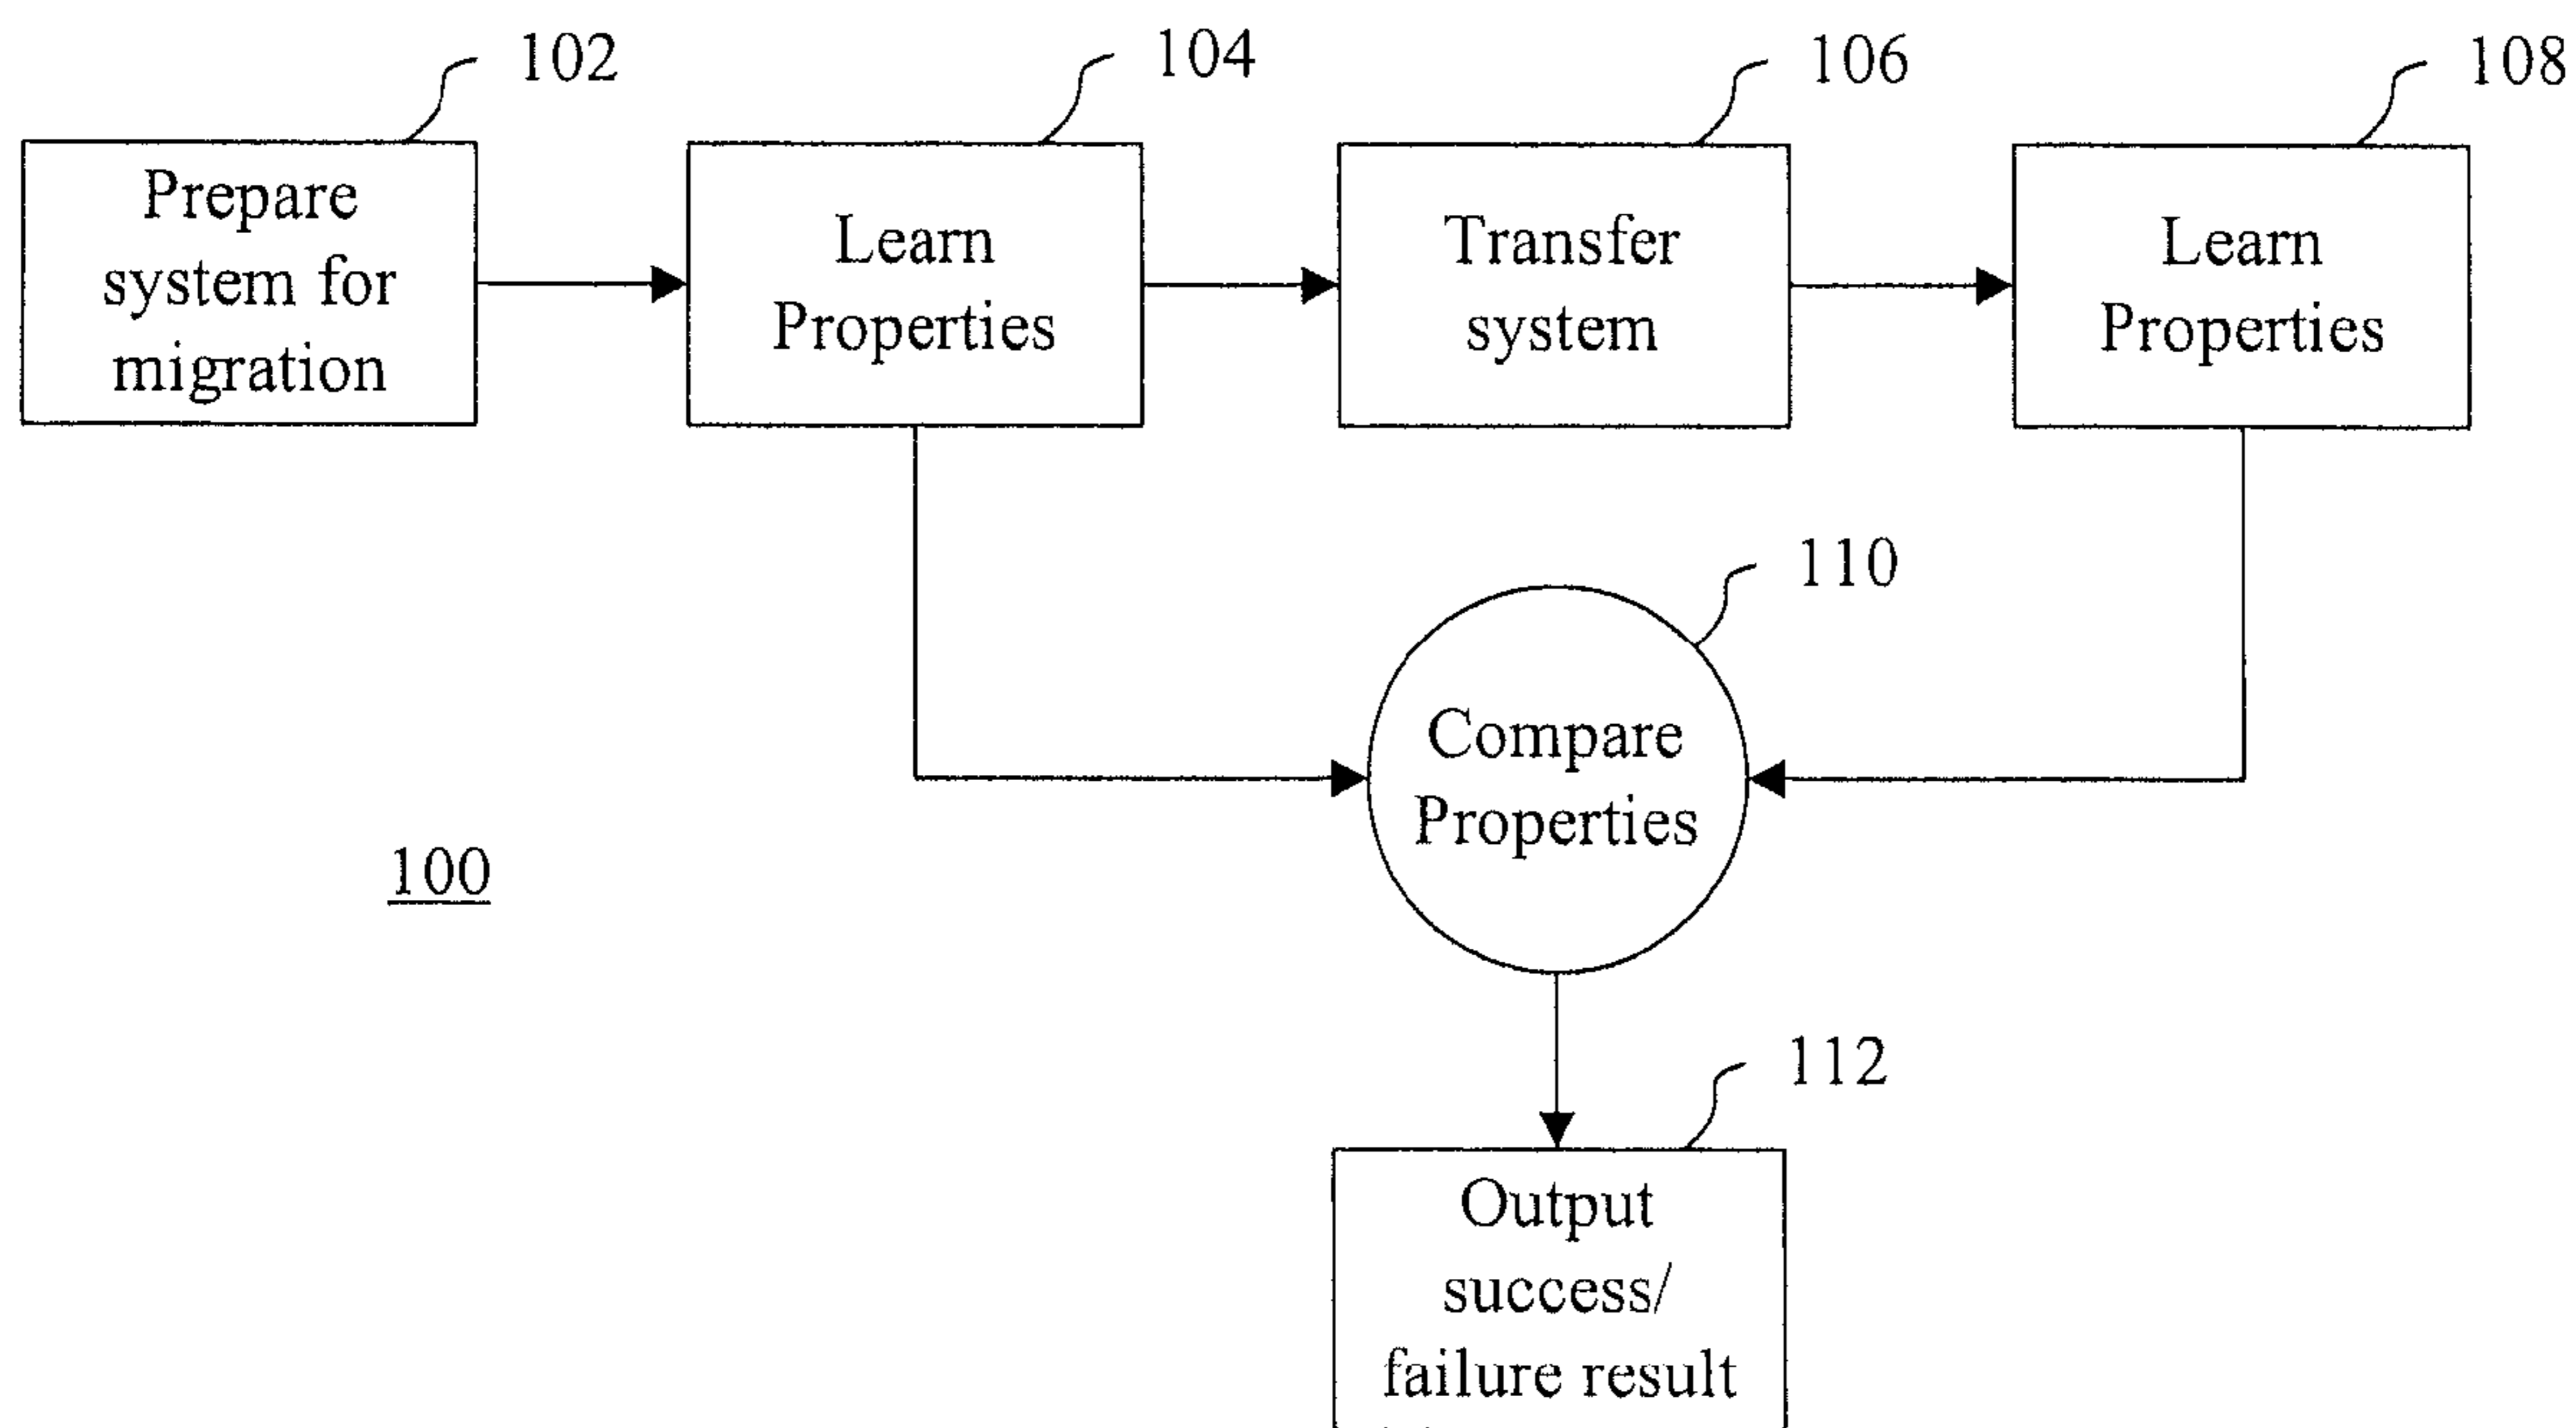 102
104
106
108
Prepare
system for
migration
Learn
Properties
Transfer
system
Learn
Properties
110
Compare
Properties
100
112
Output
success/
failure result